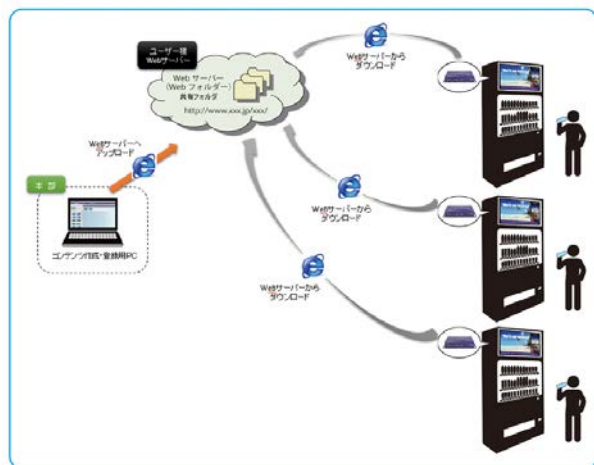 ユーザー様
Webサーバー
Web サーバー
(Web フォルダー)
共有フォルダ
http://www.xxx.jp/xxx/
Webサーバーから
ダウンロード
Webサーバーへ
アップロード
本 部
コンテンツ作成・登録用PC
Webサーバーから
ダウンロード
Webサーバーから
ダウンロード